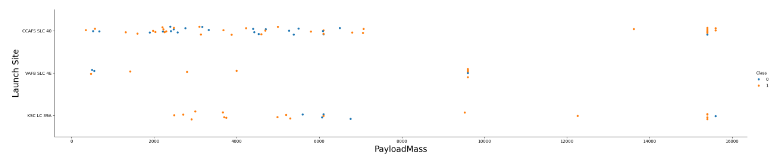 CCAFS SLC 40
VAFB SLC 4E
KSC LC 39A
Launch Site
0
2000
4000
6000
8000
10000
12000
14000
16000
PayloadMass
Class
0
1